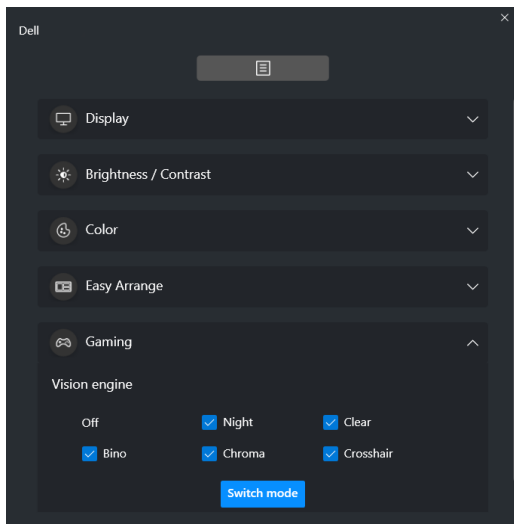 Dell
Display
Brightness / Contrast
Color
Easy Arrange
Gaming
Vision engine
Off Night Clear
Bino Chroma Crosshair
Switch mode